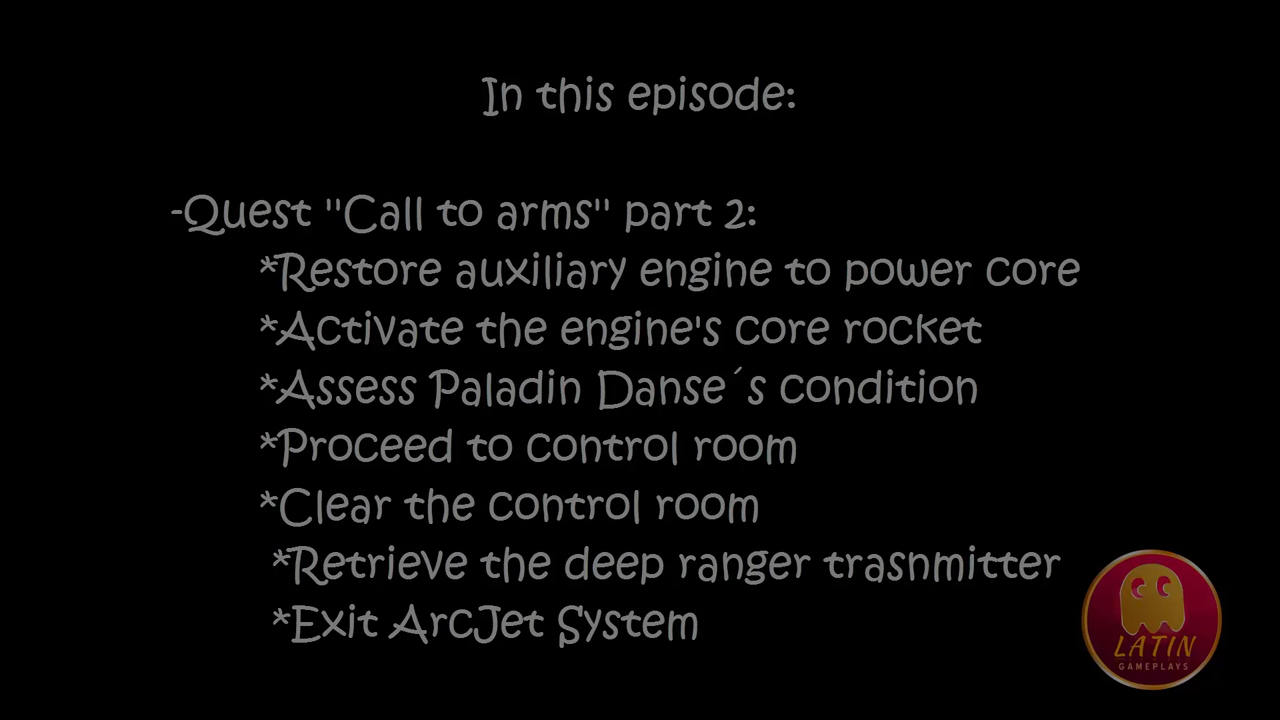 In this episode:
-Quest "Call to arms" part 2:
*Restore auxiliary engine to power core
*Activate the engine's core rocket
*Assess Paladin Danse´s condition
*Proceed to control room
*Clear the control room
*Retrieve the deep ranger trasnmitter
*Exit ArcJet System
LATIN
GAMEPLAYS